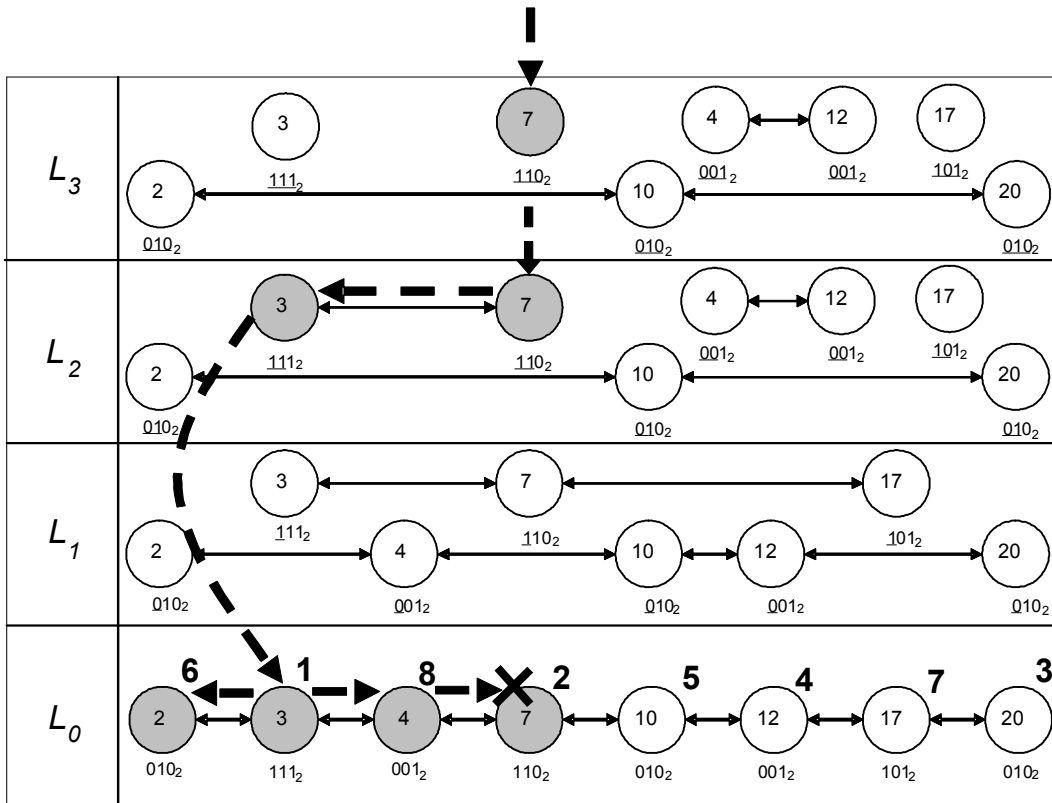 L3
3 7 4 12 17
111₂ 110₂ 001₂ 001₂ 101₂
2 10 20
010₂ 010₂ 010₂
L2
3 7 4 12 17
111₂ 110₂ 001₂ 001₂ 101₂
2 10 20
010₂ 010₂ 010₂
L1
3 7 17
111₂ 110₂ 101₂
2 4 10 12 20
010₂ 001₂ 010₂ 001₂ 010₂
L0
6 1 8 2 5 4 7 3
2 3 4 7 10 12 17 20
010₂ 111₂ 001₂ 110₂ 010₂ 001₂ 101₂ 010₂